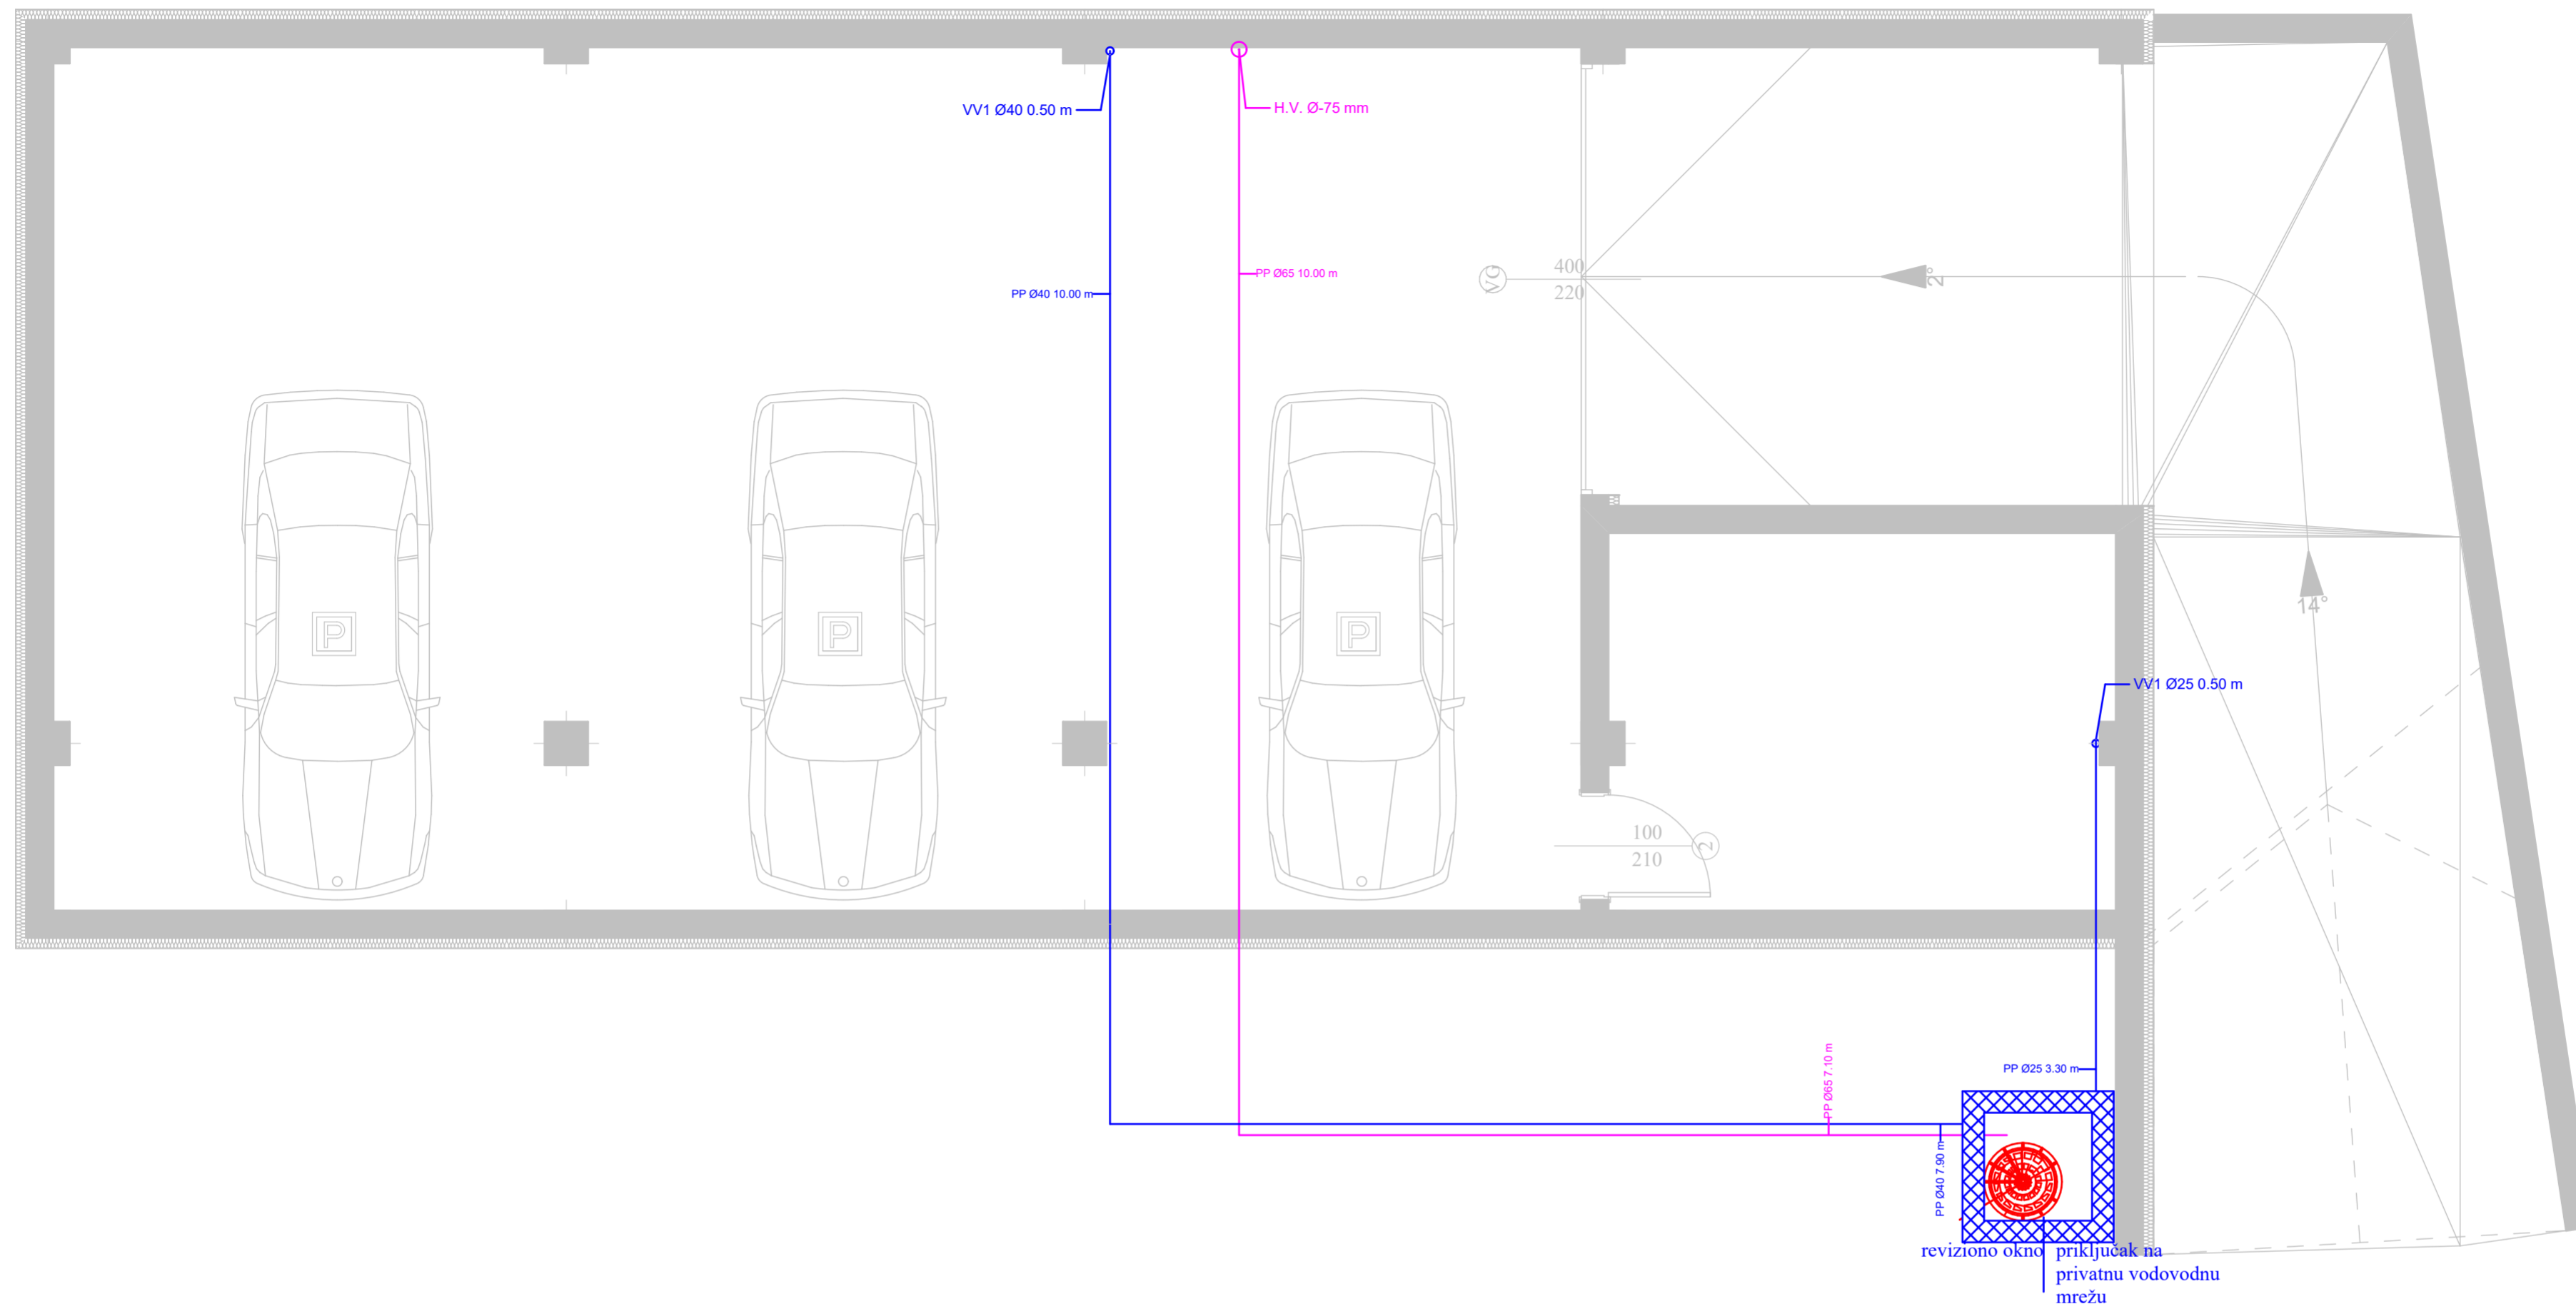 VV1 Ø40 0.50 m
H.V. Ø-75 mm
PP Ø65 10.00 m
PP Ø40 10.00 m
VG
400
220
2°
14°
P
P
P
VV1 Ø25 0.50 m
100
210
2
PP Ø65 7.10 m
PP Ø25 3.30 m
PP Ø40 7.90 m
reviziono okno
priključak na
privatnu vodovodnu
mrežu